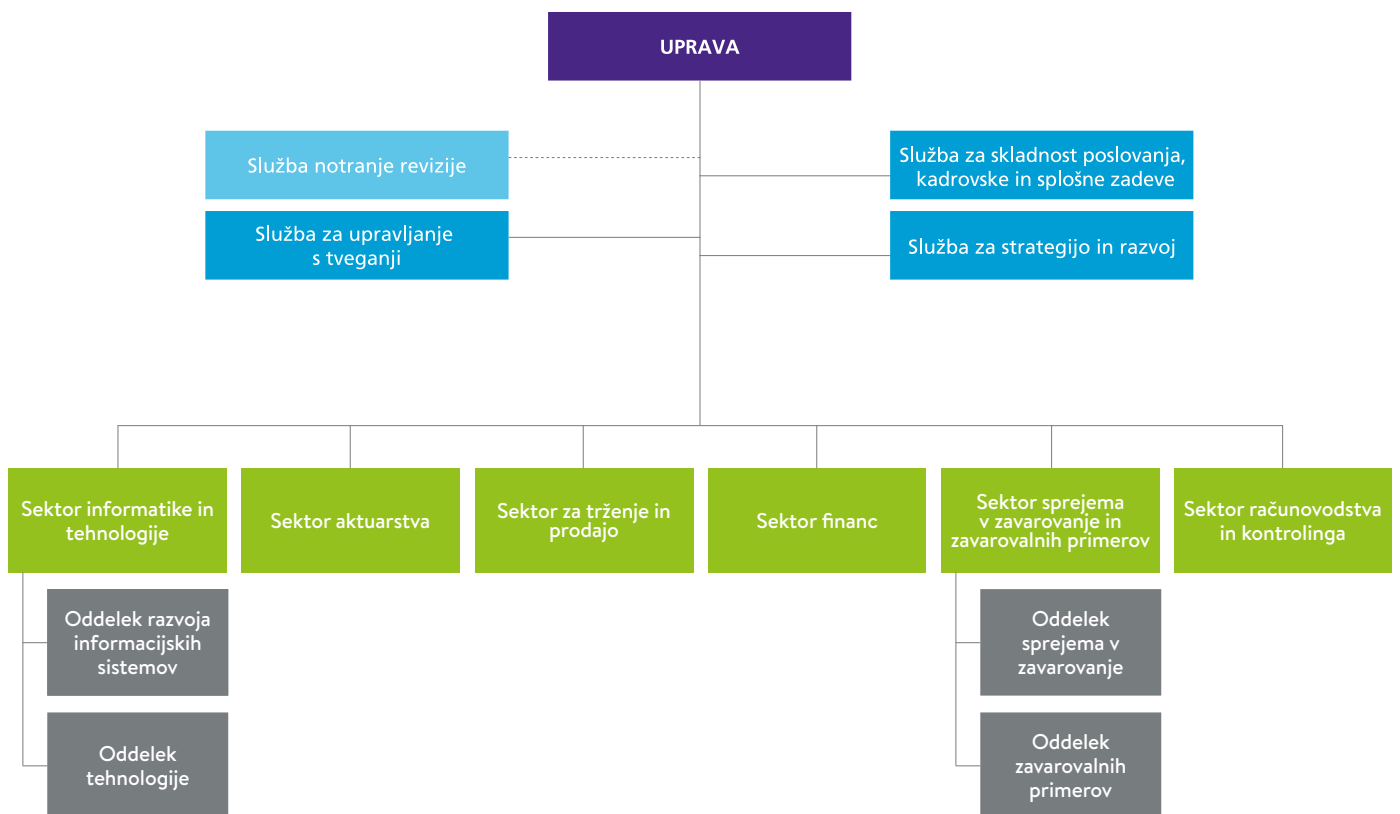 UPRAVA
Služba notranje revizije
Služba za skladnost poslovanja,
kadrovske in splošne zadeve
Služba za upravljanje
s tveganji
Služba za strategijo in razvoj
Sektor informatike in
tehnologije
Sektor aktuarstva
Sektor za trženje in
prodajo
Sektor financ
Sektor sprejema
v zavarovanje in
zavarovalnih primerov
Sektor računovodstva
in kontrolinga
Oddelek razvoja
informacijskih
sistemov
Oddelek
tehnologije
Oddelek
sprejema v
zavarovanje
Oddelek
zavarovalnih
primerov